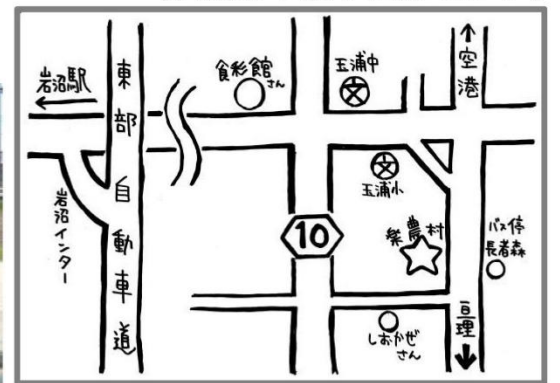 岩沼駅
東部自動車道
岩沼インター
食彩館さん
玉浦中
文
空港
文
玉浦小
10
楽農村
バス停
長者森
しおかぜ
さん
亘理